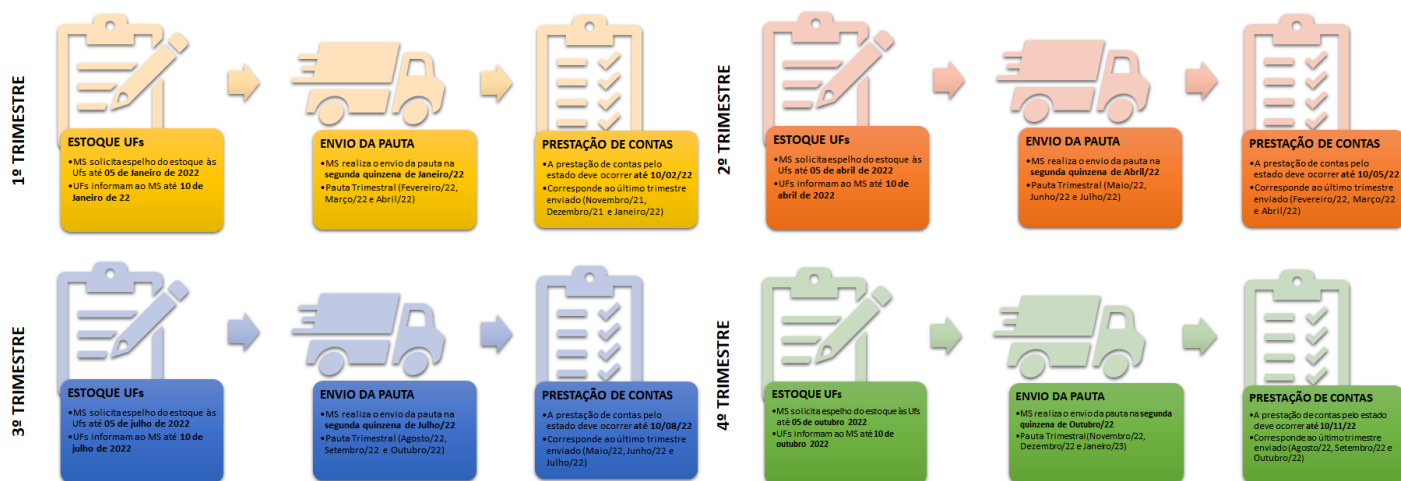 1º TRIMESTRE
ESTOQUE UFs
•MS solicita espelho do estoque às
Ufs até 05 de Janeiro de 2022
•UFs informam ao MS até 10 de
Janeiro de 22
ENVIO DA PAUTA
•MS realiza o envio da pauta na
segunda quinzena de Janeiro/22
•Pauta Trimestral (Fevereiro/22,
Março/22 e Abril/22)
PRESTAÇÃO DE CONTAS
•A prestação de contas pelo
estado deve ocorrer até 10/02/22
•Corresponde ao último trimestre
enviado (Novembro/21,
Dezembro/21 e Janeiro/22)
2º TRIMESTRE
ESTOQUE UFs
•MS solicita espelho do estoque às
Ufs até 05 de abril de 2022
•UFs informam ao MS até 10 de
abril de 2022
ENVIO DA PAUTA
•MS realiza o envio da pauta na
segunda quinzena de Abril/22
•Pauta Trimestral (Maio/22,
Junho/22 e Julho/22)
PRESTAÇÃO DE CONTAS
•A prestação de contas pelo
estado deve ocorrer até 10/05/22
•Corresponde ao último trimestre
enviado (Fevereiro/22, Março/22
e Abril/22)
3º TRIMESTRE
ESTOQUE UFs
•MS solicita espelho do estoque às
Ufs até 05 de julho de 2022
•UFs informam ao MS até 10 de
julho de 2022
ENVIO DA PAUTA
•MS realiza o envio da pauta na
segunda quinzena de Julho/22
•Pauta Trimestral (Agosto/22,
Setembro/22 e Outubro/22)
PRESTAÇÃO DE CONTAS
•A prestação de contas pelo
estado deve ocorrer até 10/08/22
•Corresponde ao último trimestre
enviado (Maio/22, Junho/22 e
Julho/22)
4º TRIMESTRE
ESTOQUE UFs
•MS solicita espelho do estoque às Ufs
até 05 de outubro 2022
•UFs informam ao MS até 10 de
outubro 2022
ENVIO DA PAUTA
•MS realiza o envio da pauta na segunda
quinzena de Outubro/22
•Pauta Trimestral (Novembro/22,
Dezembro/22 e Janeiro/23)
PRESTAÇÃO DE CONTAS
•A prestação de contas pelo estado
deve ocorrer até 10/11/22
•Corresponde ao último trimestre
enviado (Agosto/22, Setembro/22 e
Outubro/22)